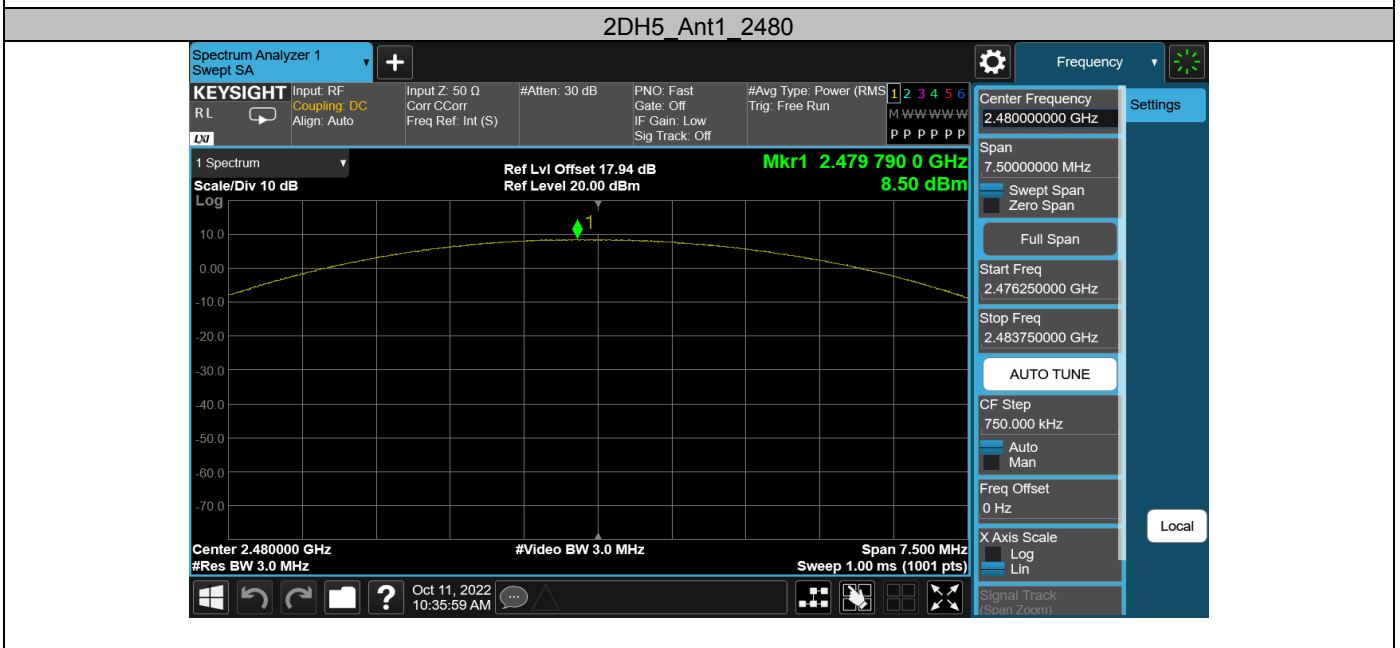 2DH5_Ant1_2480
Spectrum Analyzer 1
Swept SA
Frequency
KEYSIGHT
RL
LXI
Input: RF
Coupling: DC
Align: Auto
Input Z: 50 Ω
Corr CCorr
Freq Ref: Int (S)
#Atten: 30 dB
PNO: Fast
Gate: Off
IF Gain: Low
Sig Track: Off
#Avg Type: Power (RMS
Trig: Free Run
1 2 3 4 5 6
M W W W W W
P P P P P P
Center Frequency
2.480000000 GHz
Settings
Span
7.50000000 MHz
Swept Span
Zero Span
Full Span
Start Freq
2.476250000 GHz
Stop Freq
2.483750000 GHz
AUTO TUNE
CF Step
750.000 kHz
Auto
Man
Freq Offset
0 Hz
X Axis Scale
Log
Lin
Signal Track
(Span Zoom)
Local
1 Spectrum
Scale/Div 10 dB
Log
Ref Lvl Offset 17.94 dB
Ref Level 20.00 dBm
Mkr1 2.479 790 0 GHz
8.50 dBm
1
10.0
0.00
-10.0
-20.0
-30.0
-40.0
-50.0
-60.0
-70.0
Center 2.480000 GHz
#Res BW 3.0 MHz
#Video BW 3.0 MHz
Span 7.500 MHz
Sweep 1.00 ms (1001 pts)
Oct 11, 2022
10:35:59 AM